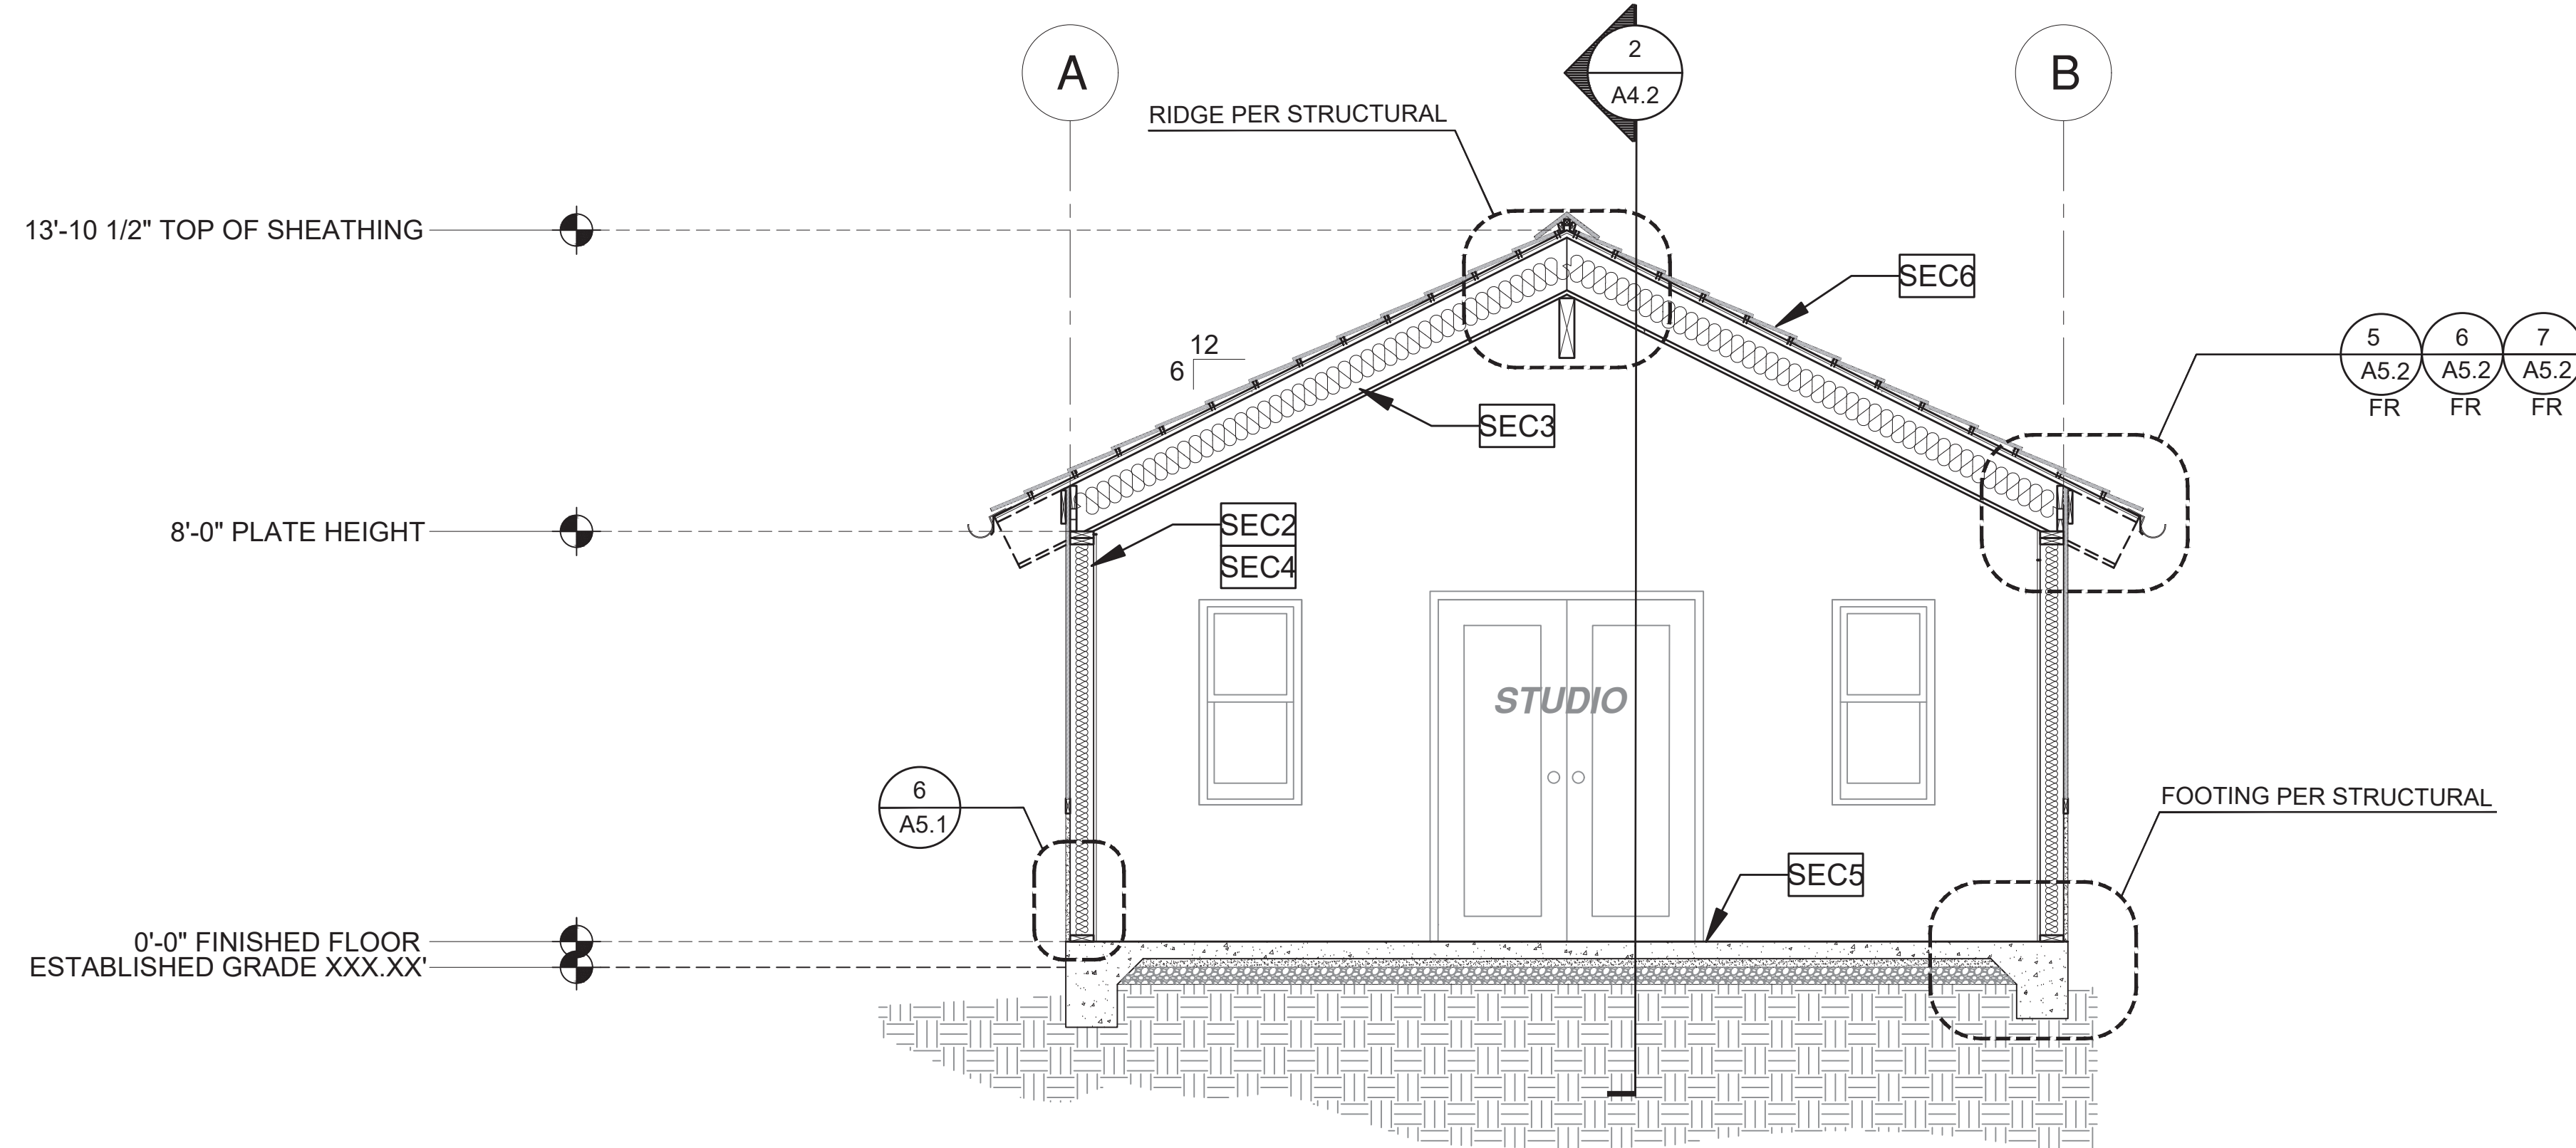 A
2
A4.2
B
RIDGE PER STRUCTURAL
13'-10 1/2" TOP OF SHEATHING
SEC6
12
6
5
A5.2
FR
6
A5.2
FR
7
A5.2
FR
SEC3
8'-0" PLATE HEIGHT
SEC2
SEC4
STUDIO
6
A5.1
FOOTING PER STRUCTURAL
SEC5
0'-0" FINISHED FLOOR
ESTABLISHED GRADE XXX.XX'